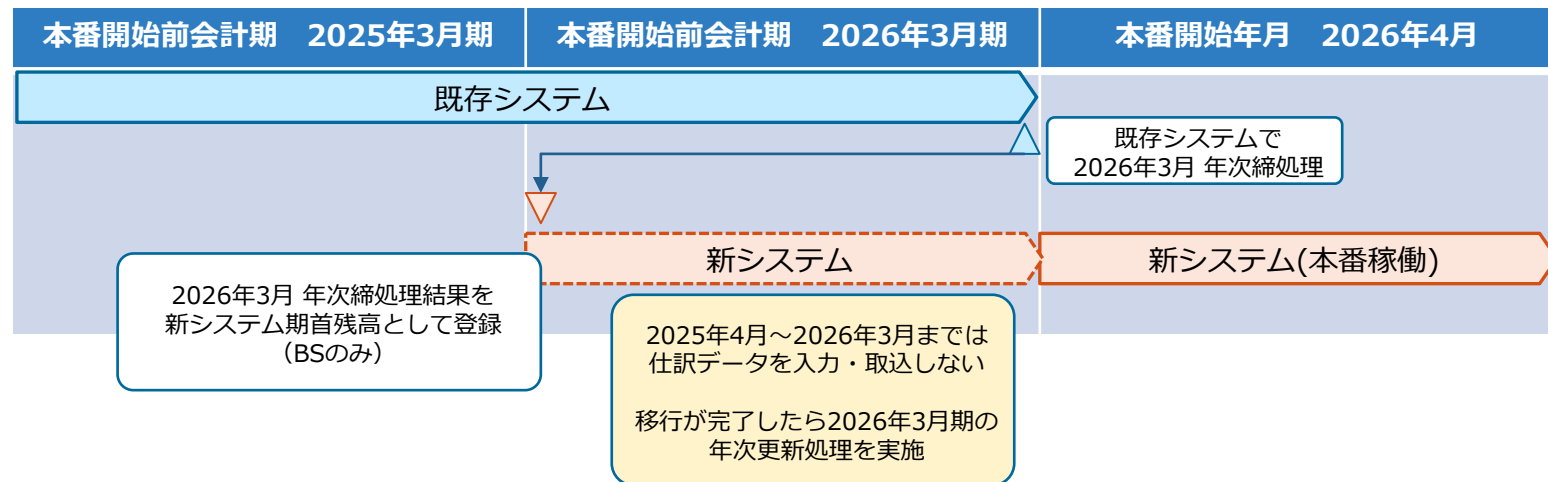 本番開始前会計期　2025年3月期
本番開始前会計期　2026年3月期
本番開始年月　2026年4月
既存システム
既存システムで
2026年3月 年次締処理
新システム
新システム(本番稼働)
2026年3月 年次締処理結果を
新システム期首残高として登録
（BSのみ）
2025年4月～2026年3月までは
仕訳データを入力・取込しない
移行が完了したら2026年3月期の
年次更新処理を実施